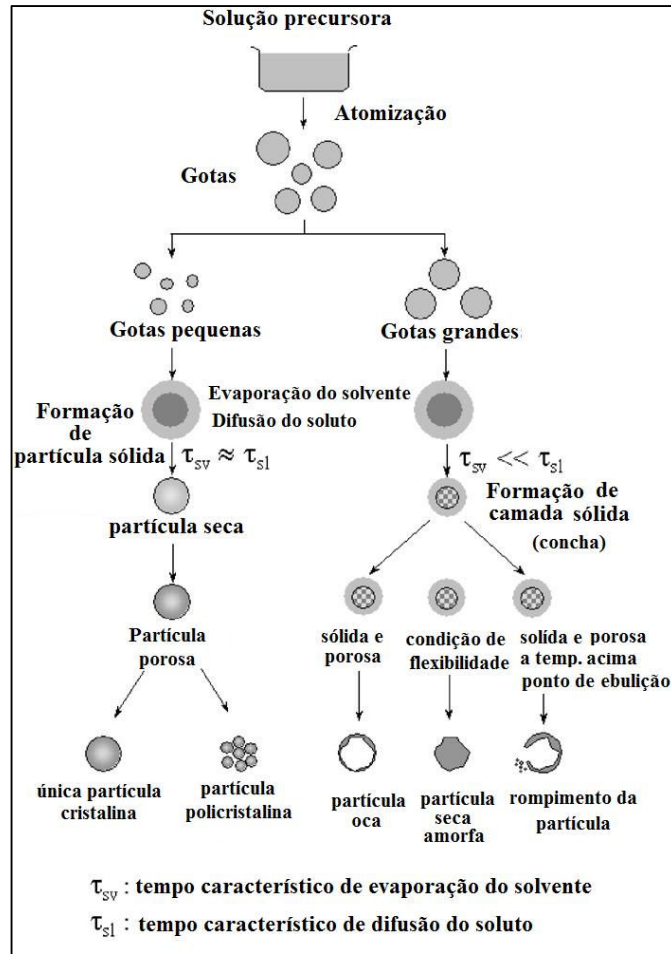 Solução precursora
Atomização
Gotas
Gotas pequenas
Gotas grandes
Formação
de
partícula sólida
Evaporação do solvente
Difusão do soluto
τsv ≈ τsl
τsv << τsl
partícula seca
Formação de
camada sólida
(concha)
Partícula
porosa
sólida e
porosa
condição de
flexibilidade
solída e porosa
a temp. acima
ponto de ebulição
única partícula
cristalina
partícula
policristalina
partícula
oca
partícula
seca
amorfa
rompimento da
partícula
τsv : tempo característico de evaporação do solvente
τsl : tempo característico de difusão do soluto